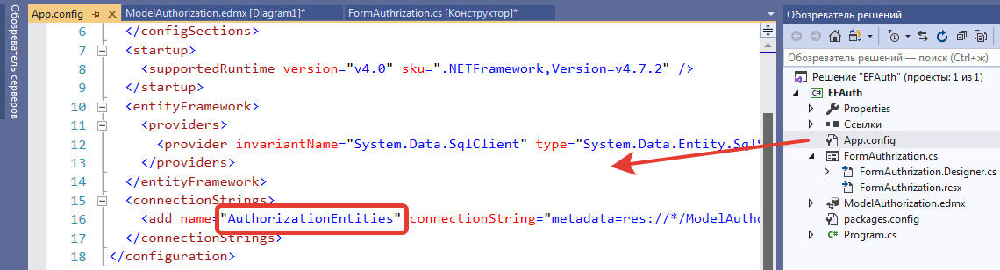 Обозреватель серверов
App.config
ModelAuthorization.edmx [Diagram1]*
FormAuthrization.cs [Конструктор]*
6 </configSections>
7 <startup>
8 <supportedRuntime version="v4.0" sku=".NETFramework,Version=v4.7.2" />
9 </startup>
10 <entityFramework>
11 <providers>
12 <provider invariantName="System.Data.SqlClient" type="System.Data.Entity.SqlS
13 </providers>
14 </entityFramework>
15 <connectionStrings>
16 <add name="AuthorizationEntities" connectionString="metadata=res://*/ModelAutho
17 </connectionStrings>
18 </configuration>
Обозреватель решений
Обозреватель решений — поиск (Ctrl+ж)
Решение "EFAuth" (проекты: 1 из 1)
C# EFAuth
Properties
Ссылки
App.config
FormAuthrization.cs
FormAuthrization.Designer.cs
FormAuthrization.resx
ModelAuthorization.edmx
packages.config
C# Program.cs